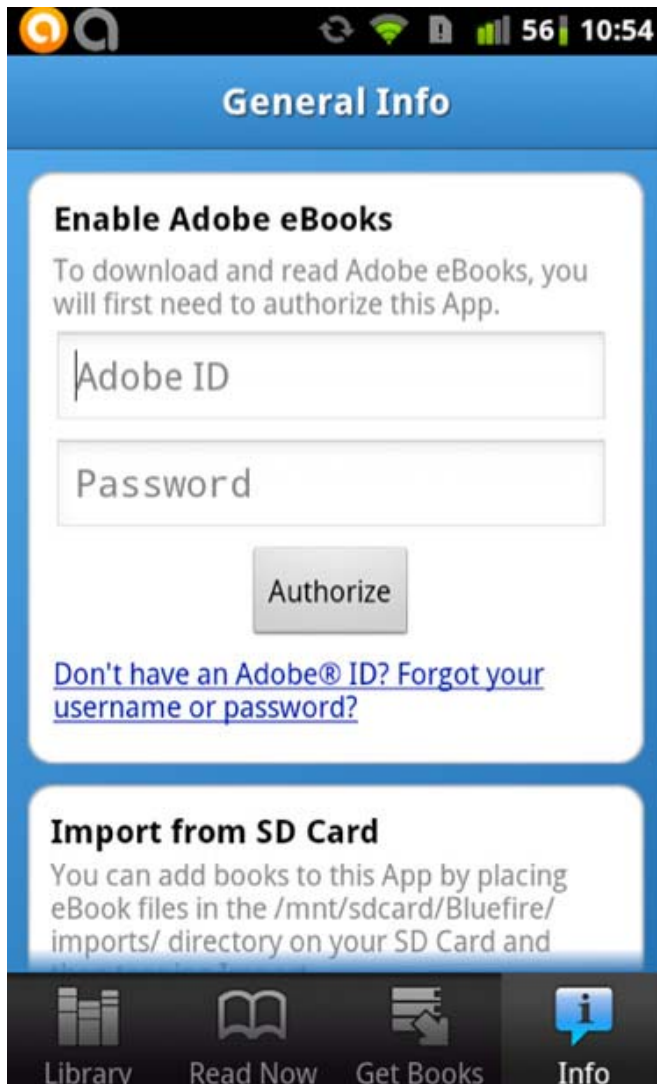 56 10:54
General Info
Enable Adobe eBooks
To download and read Adobe eBooks, you
will first need to authorize this App.
Adobe ID
Password
Authorize
Don't have an Adobe® ID? Forgot your
username or password?
Import from SD Card
You can add books to this App by placing
eBook files in the /mnt/sdcard/Bluefire/
imports/ directory on your SD Card and
Library Read Now Get Books Info